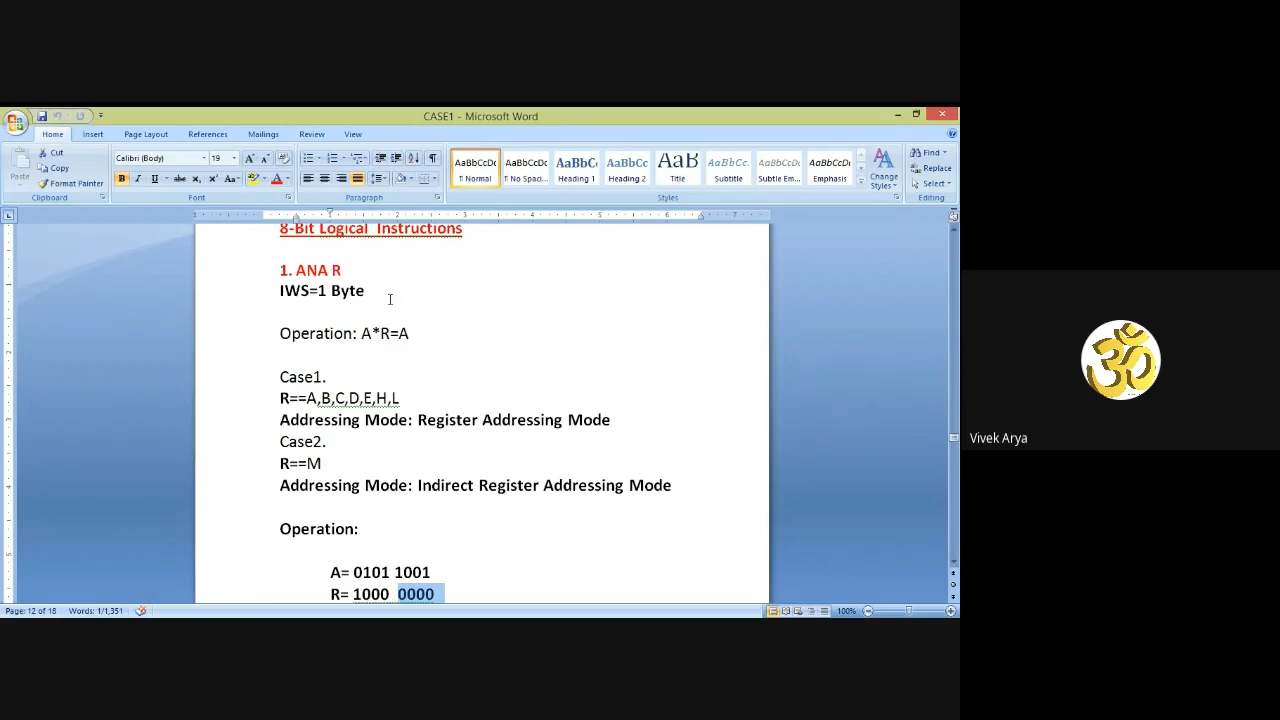 CASE1 - Microsoft Word
Home Insert Page Layout References Mailings Review View
Paste
Cut
Copy
Format Painter
Clipboard
Calibri (Body) 19
Font
Paragraph
AaBbCcDc AaBbCcDc AaBbC AaBbCc AaB AaBbCc. AaBbCcDc AaBbCcDc
¶ Normal ¶ No Spaci... Heading 1 Heading 2 Title Subtitle Subtle Em... Emphasis
Change Styles
Styles
Find
Replace
Select
Editing
8-Bit Logical Instructions
1. ANA R
IWS=1 Byte
Operation: A*R=A
Case1.
R==A,B,C,D,E,H,L
Addressing Mode: Register Addressing Mode
Case2.
R==M
Addressing Mode: Indirect Register Addressing Mode
Operation:
A= 0101 1001
R= 1000 0000
Page: 12 of 18 Words: 1/1,351
100%
Vivek Arya